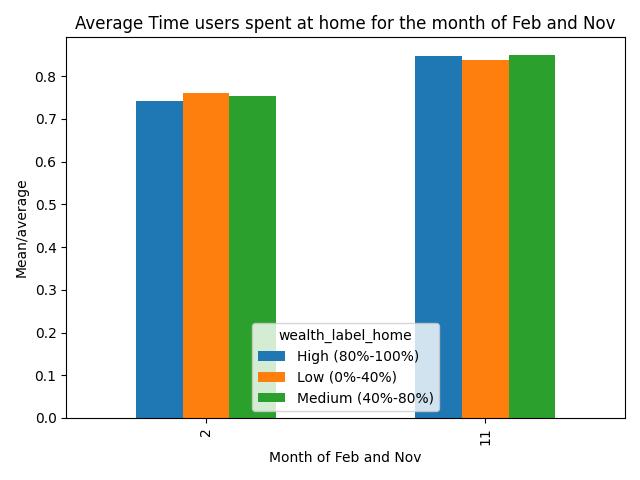 Average Time users spent at home for the month of Feb and Nov
Mean/average
0.8
0.7
0.6
0.5
0.4
0.3
0.2
0.1
0.0
wealth_label_home
High (80%-100%)
Low (0%-40%)
Medium (40%-80%)
2
11
Month of Feb and Nov